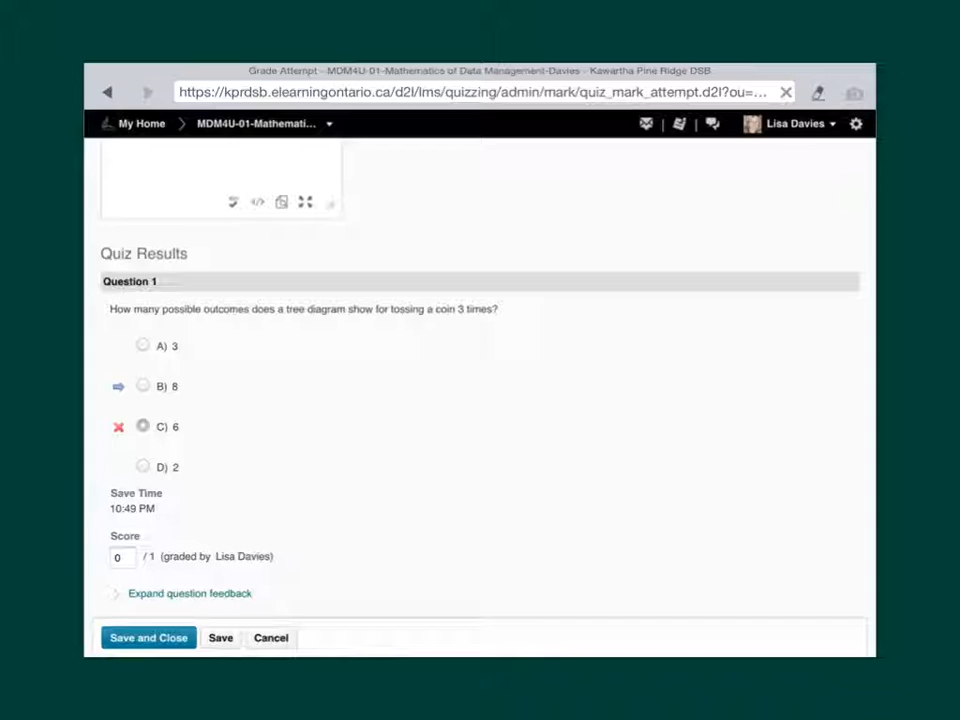 Grade Attempt - MDM4U-01-Mathematics of Data Management-Davies - Kawartha Pine Ridge DSB
https://kprdsb.elearningontario.ca/d2l/lms/quizzing/admin/mark/quiz_mark_attempt.d2l?ou=...
My Home MDM4U-01-Mathemati... Lisa Davies
Quiz Results
Question 1
How many possible outcomes does a tree diagram show for tossing a coin 3 times?
A) 3
B) 8
C) 6
D) 2
Save Time
10:49 PM
Score
0 / 1 (graded by Lisa Davies)
Expand question feedback
Save and Close Save Cancel